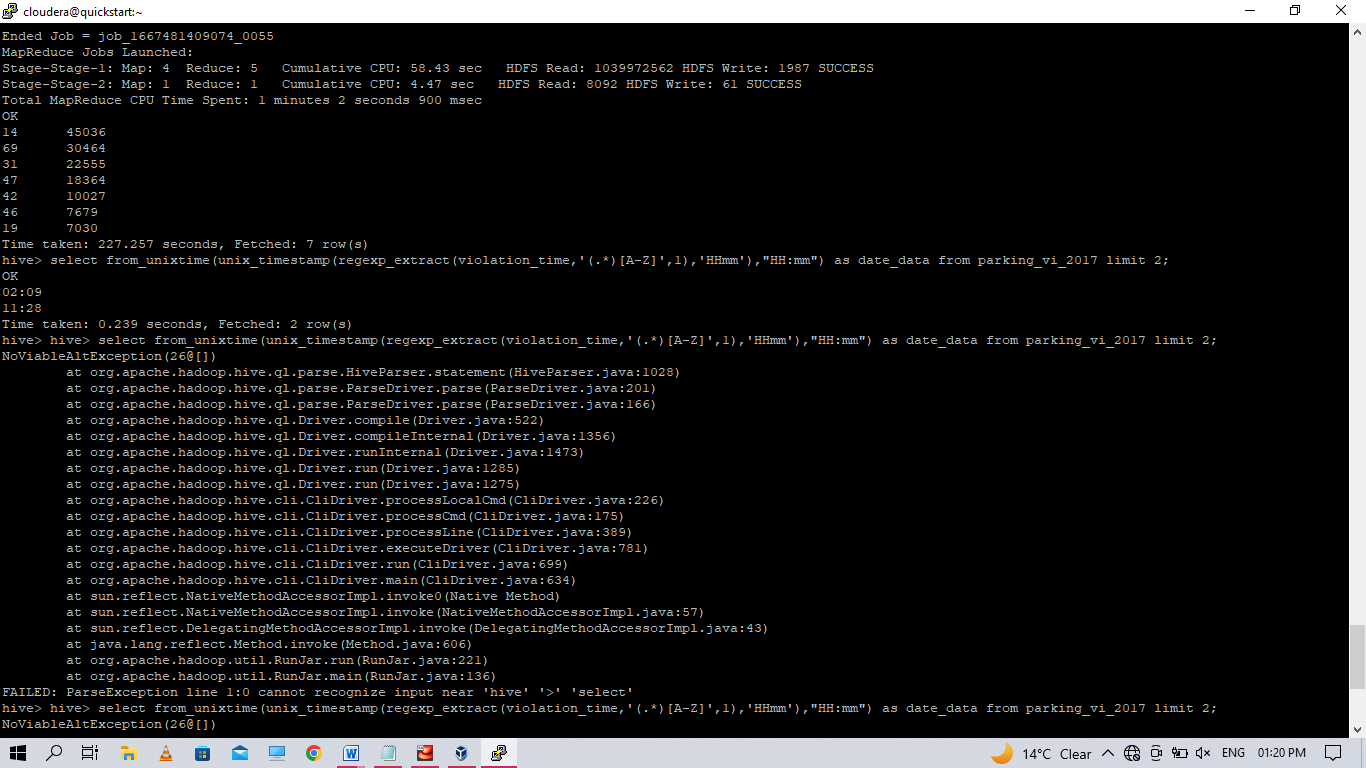 cloudera@quickstart:~
Ended Job = job_1667481409074_0055
MapReduce Jobs Launched:
Stage-Stage-1: Map: 4  Reduce: 5   Cumulative CPU: 58.43 sec   HDFS Read: 1039972562 HDFS Write: 1987 SUCCESS
Stage-Stage-2: Map: 1  Reduce: 1   Cumulative CPU: 4.47 sec   HDFS Read: 8092 HDFS Write: 61 SUCCESS
Total MapReduce CPU Time Spent: 1 minutes 2 seconds 900 msec
OK
14      45036
69      30464
31      22555
47      18364
42      10027
46      7679
19      7030
Time taken: 227.257 seconds, Fetched: 7 row(s)
hive> select from_unixtime(unix_timestamp(regexp_extract(violation_time,'(.*)[A-Z]',1),'HHmm'),"HH:mm") as date_data from parking_vi_2017 limit 2;
OK
02:09
11:28
Time taken: 0.239 seconds, Fetched: 2 row(s)
hive> hive> select from_unixtime(unix_timestamp(regexp_extract(violation_time,'(.*)[A-Z]',1),'HHmm'),"HH:mm") as date_data from parking_vi_2017 limit 2;
NoViableAltException(26@[])
        at org.apache.hadoop.hive.ql.parse.HiveParser.statement(HiveParser.java:1028)
        at org.apache.hadoop.hive.ql.parse.ParseDriver.parse(ParseDriver.java:201)
        at org.apache.hadoop.hive.ql.parse.ParseDriver.parse(ParseDriver.java:166)
        at org.apache.hadoop.hive.ql.Driver.compile(Driver.java:522)
        at org.apache.hadoop.hive.ql.Driver.compileInternal(Driver.java:1356)
        at org.apache.hadoop.hive.ql.Driver.runInternal(Driver.java:1473)
        at org.apache.hadoop.hive.ql.Driver.run(Driver.java:1285)
        at org.apache.hadoop.hive.ql.Driver.run(Driver.java:1275)
        at org.apache.hadoop.hive.cli.CliDriver.processLocalCmd(CliDriver.java:226)
        at org.apache.hadoop.hive.cli.CliDriver.processCmd(CliDriver.java:175)
        at org.apache.hadoop.hive.cli.CliDriver.processLine(CliDriver.java:389)
        at org.apache.hadoop.hive.cli.CliDriver.executeDriver(CliDriver.java:781)
        at org.apache.hadoop.hive.cli.CliDriver.run(CliDriver.java:699)
        at org.apache.hadoop.hive.cli.CliDriver.main(CliDriver.java:634)
        at sun.reflect.NativeMethodAccessorImpl.invoke0(Native Method)
        at sun.reflect.NativeMethodAccessorImpl.invoke(NativeMethodAccessorImpl.java:57)
        at sun.reflect.DelegatingMethodAccessorImpl.invoke(DelegatingMethodAccessorImpl.java:43)
        at java.lang.reflect.Method.invoke(Method.java:606)
        at org.apache.hadoop.util.RunJar.run(RunJar.java:221)
        at org.apache.hadoop.util.RunJar.main(RunJar.java:136)
FAILED: ParseException line 1:0 cannot recognize input near 'hive' '>' 'select'
hive> hive> select from_unixtime(unix_timestamp(regexp_extract(violation_time,'(.*)[A-Z]',1),'HHmm'),"HH:mm") as date_data from parking_vi_2017 limit 2;
NoViableAltException(26@[])
14°C Clear ENG 01:20 PM